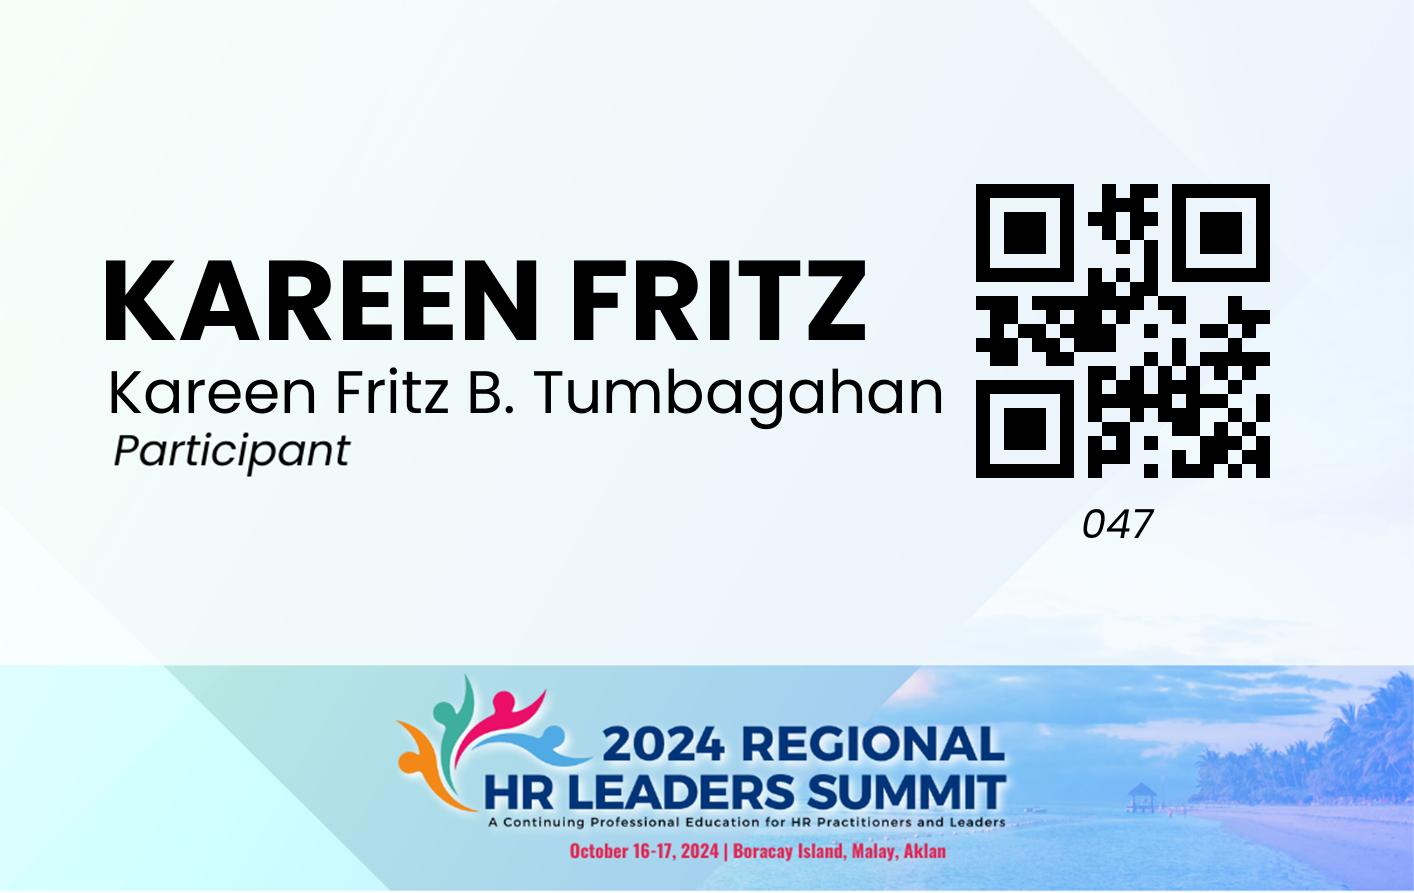 KAREEN FRITZ
Kareen Fritz B. Tumbagahan
Participant
047
2024 REGIONAL
HR LEADERS SUMMIT
A Continuing Professional Education for HR Practitioners and Leaders
October 16-17, 2024 | Boracay Island, Malay, Aklan